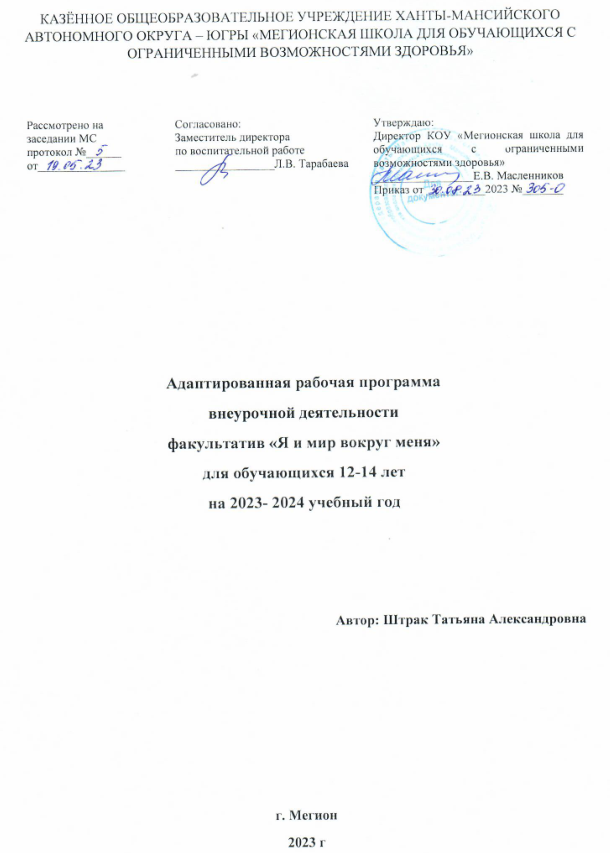 КАЗЁННОЕ ОБЩЕОБРАЗОВАТЕЛЬНОЕ УЧРЕЖДЕНИЕ ХАНТЫ-МАНСИЙСКОГО
АВТОНОМНОГО ОКРУГА – ЮГРЫ «МЕГИОНСКАЯ ШКОЛА ДЛЯ ОБУЧАЮЩИХСЯ С
ОГРАНИЧЕННЫМИ ВОЗМОЖНОСТЯМИ ЗДОРОВЬЯ»
Рассмотрено на
заседании МС
протокол № 5
от 19.05.23
Согласовано:
Заместитель директора
по воспитательной работе
Л.В. Тарабаева
Утверждаю:
Директор КОУ «Мегионская школа для
обучающихся с ограниченными
возможностями здоровья»
Е.В. Масленников
Приказ от 30.08.23 2023 № 305-О
Адаптированная рабочая программа
внеурочной деятельности
факультатив «Я и мир вокруг меня»
для обучающихся 12-14 лет
на 2023- 2024 учебный год
Автор: Штрак Татьяна Александровна
г. Мегион
2023 г